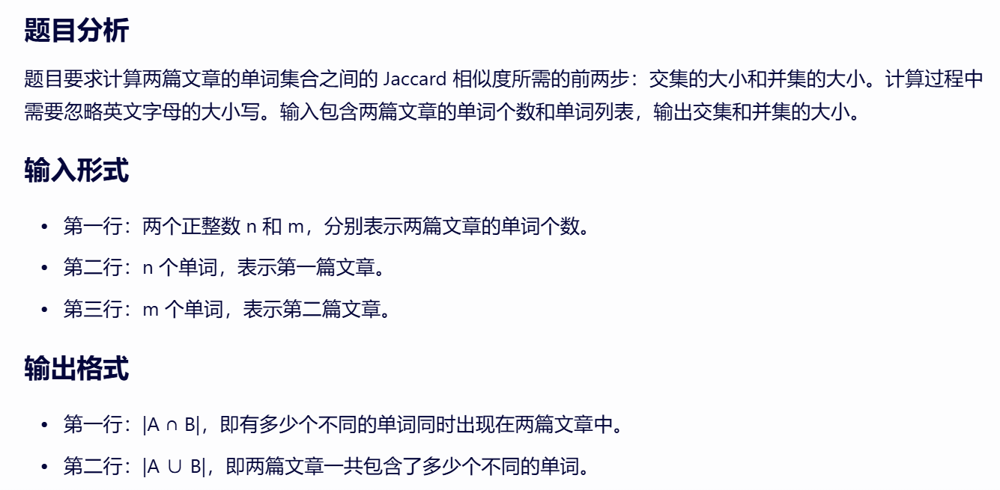 题目分析
题目要求计算两篇文章的单词集合之间的 Jaccard 相似度所需的前两步：交集的大小和并集的大小。计算过程中
需要忽略英文字母的大小写。输入包含两篇文章的单词个数和单词列表，输出交集和并集的大小。
输入形式
• 第一行：两个正整数 n 和 m，分别表示两篇文章的单词个数。
• 第二行：n 个单词，表示第一篇文章。
• 第三行：m 个单词，表示第二篇文章。
输出格式
• 第一行：|A ∩ B|，即有多少个不同的单词同时出现在两篇文章中。
• 第二行：|A ∪ B|，即两篇文章一共包含了多少个不同的单词。